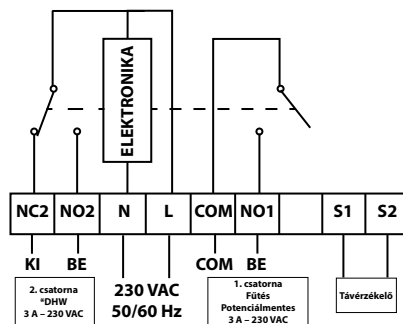 ELEKTRONIKA
NC2 NO2 N L COM NO1 S1 S2
KI BE COM BE
230 VAC
50/60 Hz
2. csatorna
*DHW
3 A – 230 VAC
1. csatorna
Fűtés
Potenciálmentes
3 A – 230 VAC
Távérzékelő